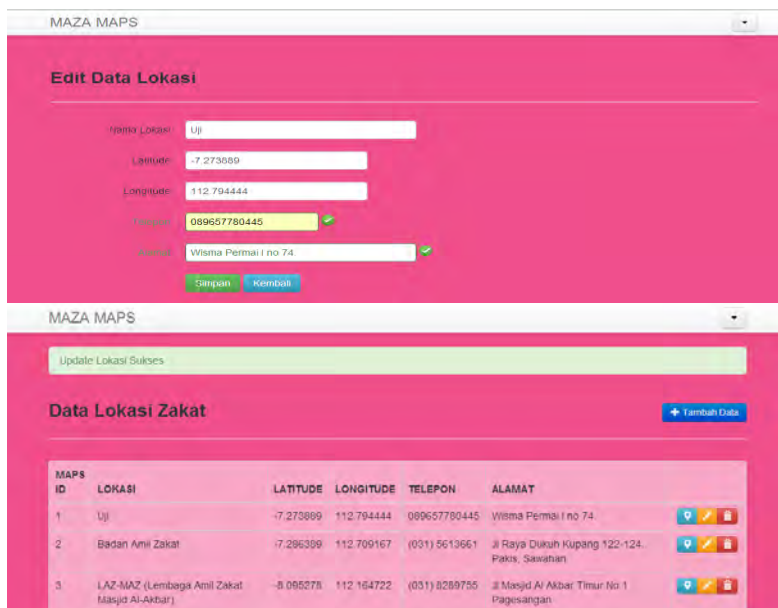 MAZA MAPS
Edit Data Lokasi
Nama Lokasi Uji
Latitude -7.273889
Longitude 112.794444
089657780445
Wisma Permai I no 74
Simpan Kembali
MAZA MAPS
Update Lokasi Sukses
Data Lokasi Zakat
+ Tambah Data
MAPS
ID LOKASI LATITUDE LONGITUDE TELEPON ALAMAT
1 Uji -7.273889 112.794444 089657780445 Wisma Permai I no 74
2 Badan Amil Zakat -7.296389 112.709167 (031) 5613661 Jl Raya Dukuh Kupang 122-124,
Pakis, Sawahan
3 LAZ-MAZ (Lembaga Amil Zakat -8.095278 112.164722 (031) 8289755 Jl Masjid Al Akbar Timur No 1
Masjid Al-Akbar) Pagesangan